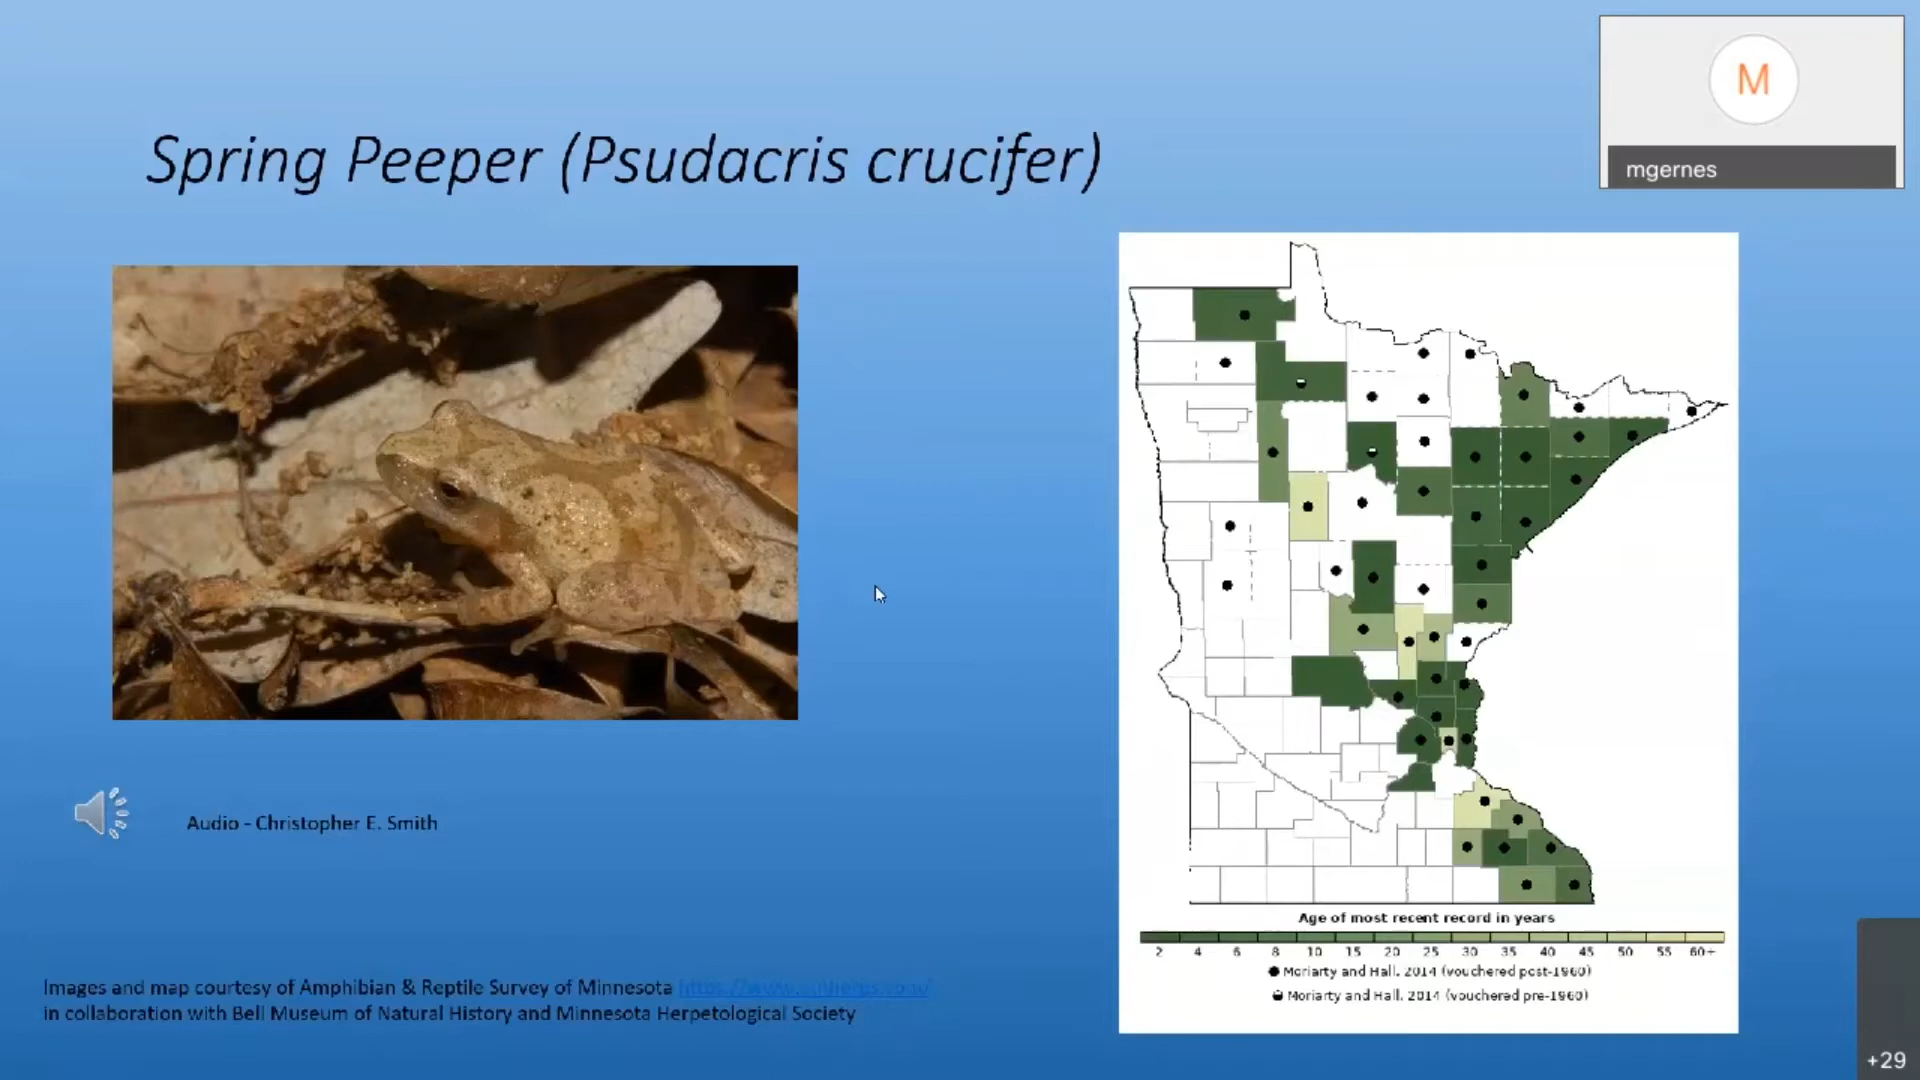 M
mgernes
Spring Peeper (Psudacris crucifer)
Audio - Christopher E. Smith
Images and map courtesy of Amphibian & Reptile Survey of Minnesota
in collaboration with Bell Museum of Natural History and Minnesota Herpetological Society
Age of most recent record in years
2 4 6 8 10 15 20 25 30 35 40 45 50 55 60+
Moriarty and Hall, 2014 (vouchered post-1960)
Moriarty and Hall, 2014 (vouchered pre-1960)
+29